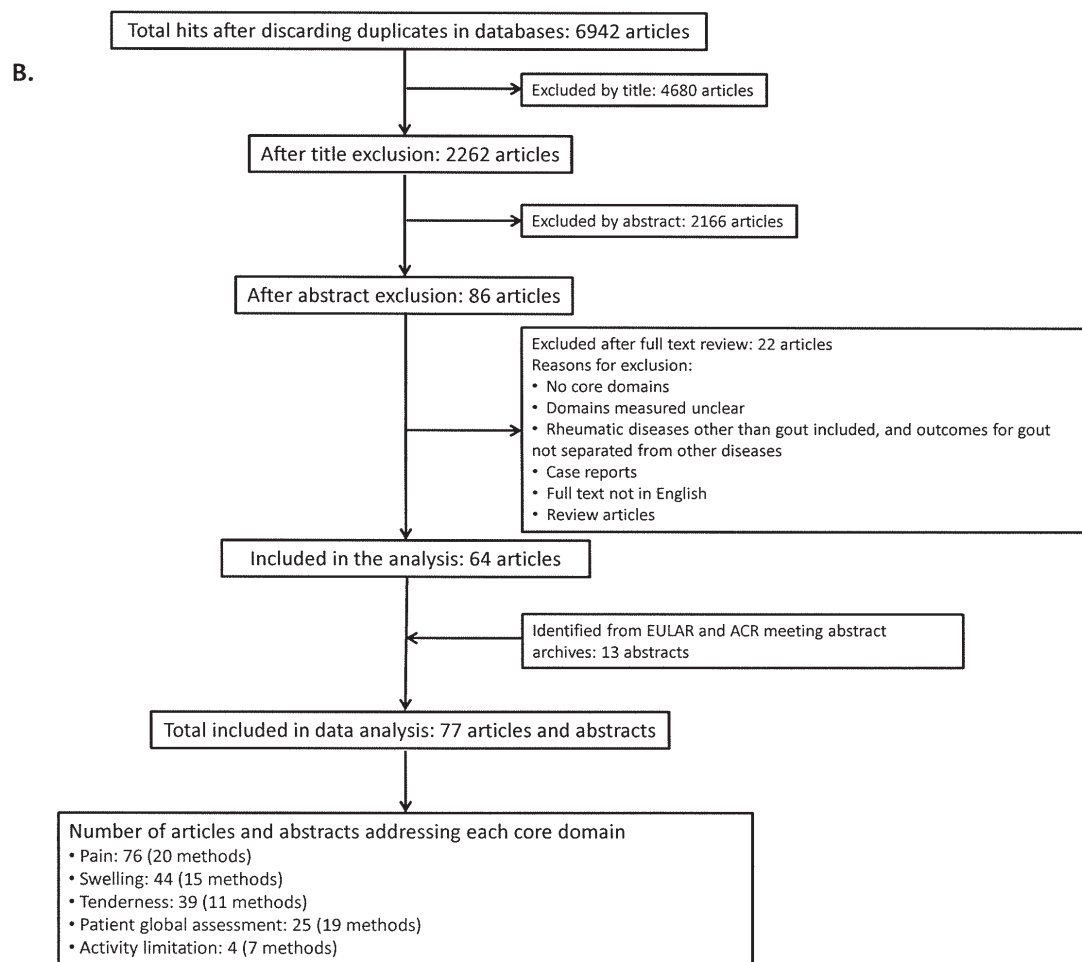 Total hits after discarding duplicates in databases: 6942 articles
B.
Excluded by title: 4680 articles
After title exclusion: 2262 articles
Excluded by abstract: 2166 articles
After abstract exclusion: 86 articles
Excluded after full text review: 22 articles
Reasons for exclusion:
• No core domains
• Domains measured unclear
• Rheumatic diseases other than gout included, and outcomes for gout
not separated from other diseases
• Case reports
• Full text not in English
• Review articles
Included in the analysis: 64 articles
Identified from EULAR and ACR meeting abstract
archives: 13 abstracts
Total included in data analysis: 77 articles and abstracts
Number of articles and abstracts addressing each core domain
• Pain: 76 (20 methods)
• Swelling: 44 (15 methods)
• Tenderness: 39 (11 methods)
• Patient global assessment: 25 (19 methods)
• Activity limitation: 4 (7 methods)